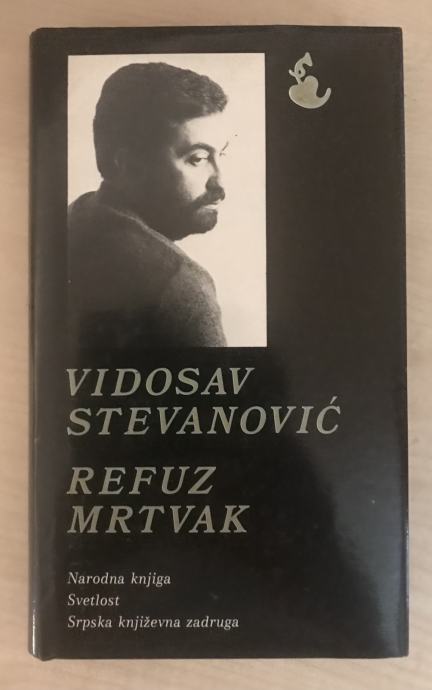 VIDOSAV
STEVANOVIĆ
REFUZ
MRTVAK
Narodna knjiga
Svetlost
Srpska književna zadruga